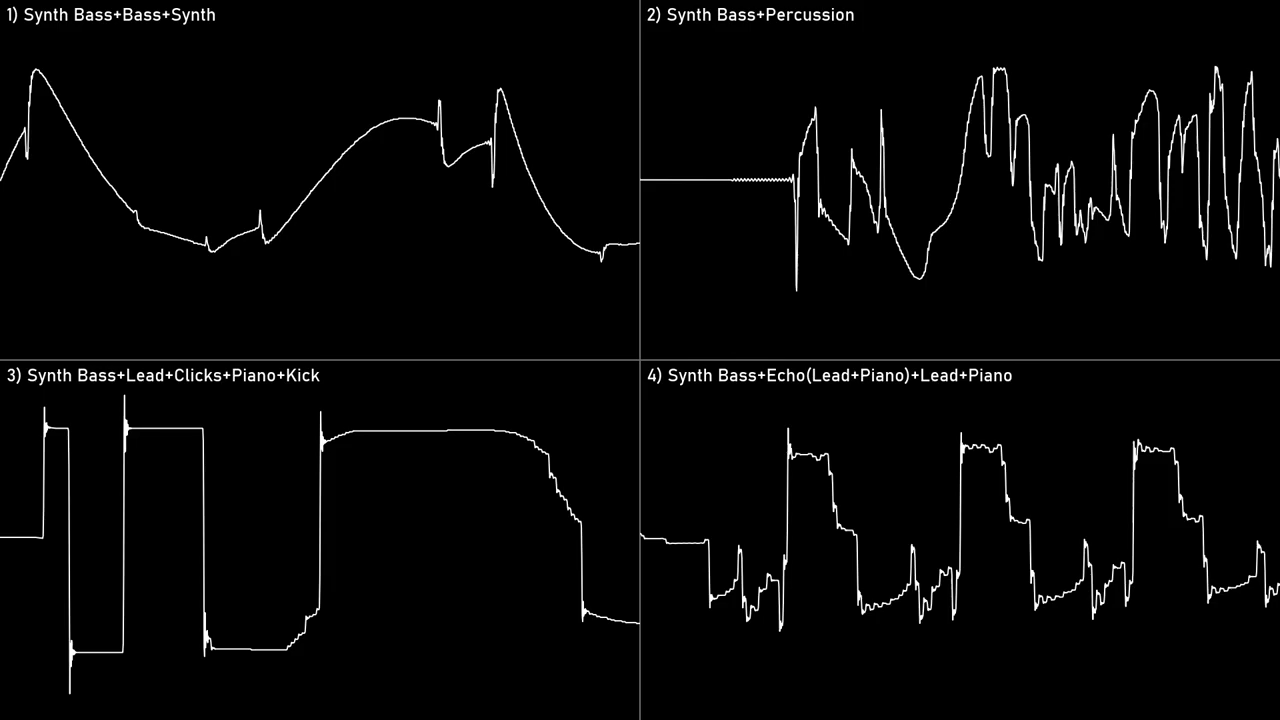 1) Synth Bass+Bass+Synth
2) Synth Bass+Percussion
3) Synth Bass+Lead+Clicks+Piano+Kick
4) Synth Bass+Echo(Lead+Piano)+Lead+Piano